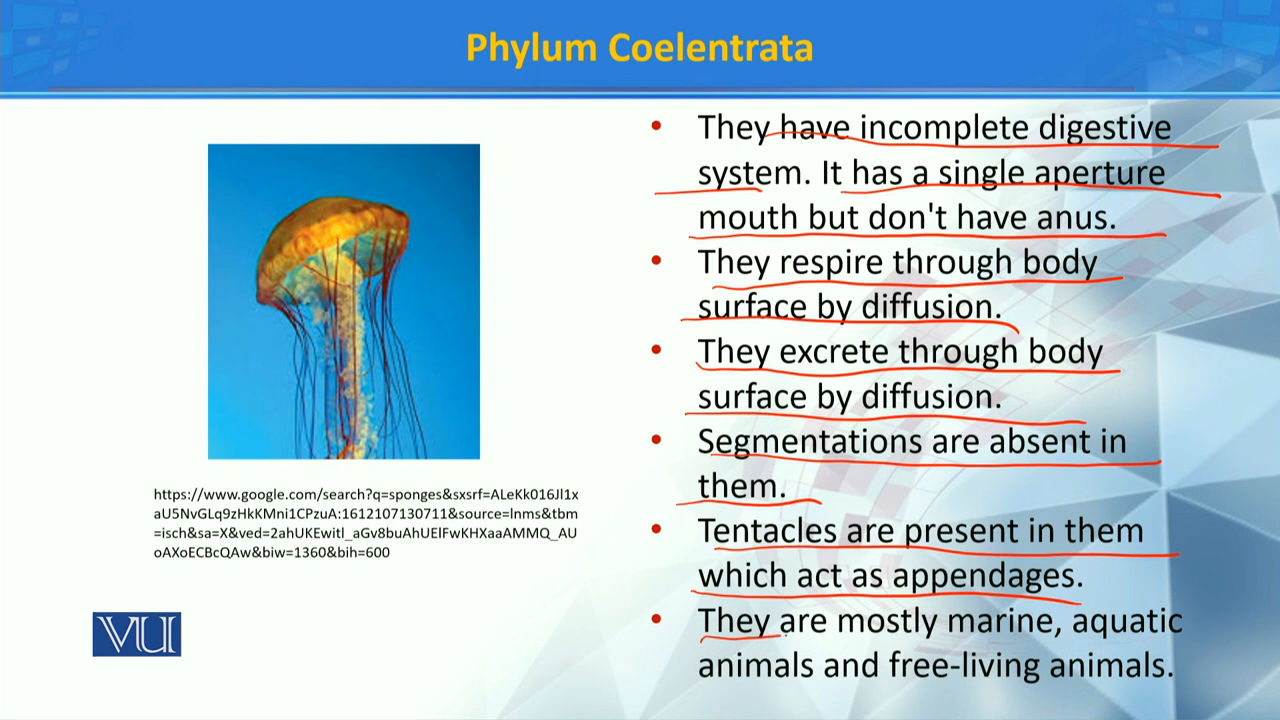 Phylum Coelentrata
• They have incomplete digestive
system. It has a single aperture
mouth but don't have anus.
• They respire through body
surface by diffusion.
• They excrete through body
surface by diffusion.
• Segmentations are absent in
them.
• Tentacles are present in them
which act as appendages.
• They are mostly marine, aquatic
animals and free-living animals.
https://www.google.com/search?q=sponges&sxsrf=ALeKk016Jl1x
aU5NvGLq9zHkKMni1CPzuA:1612107130711&source=lnms&tbm
=isch&sa=X&ved=2ahUKEwitl_aGv8buAhUElFwKHXaaAMMQ_AU
oAXoECBcQAw&biw=1360&bih=600
VU